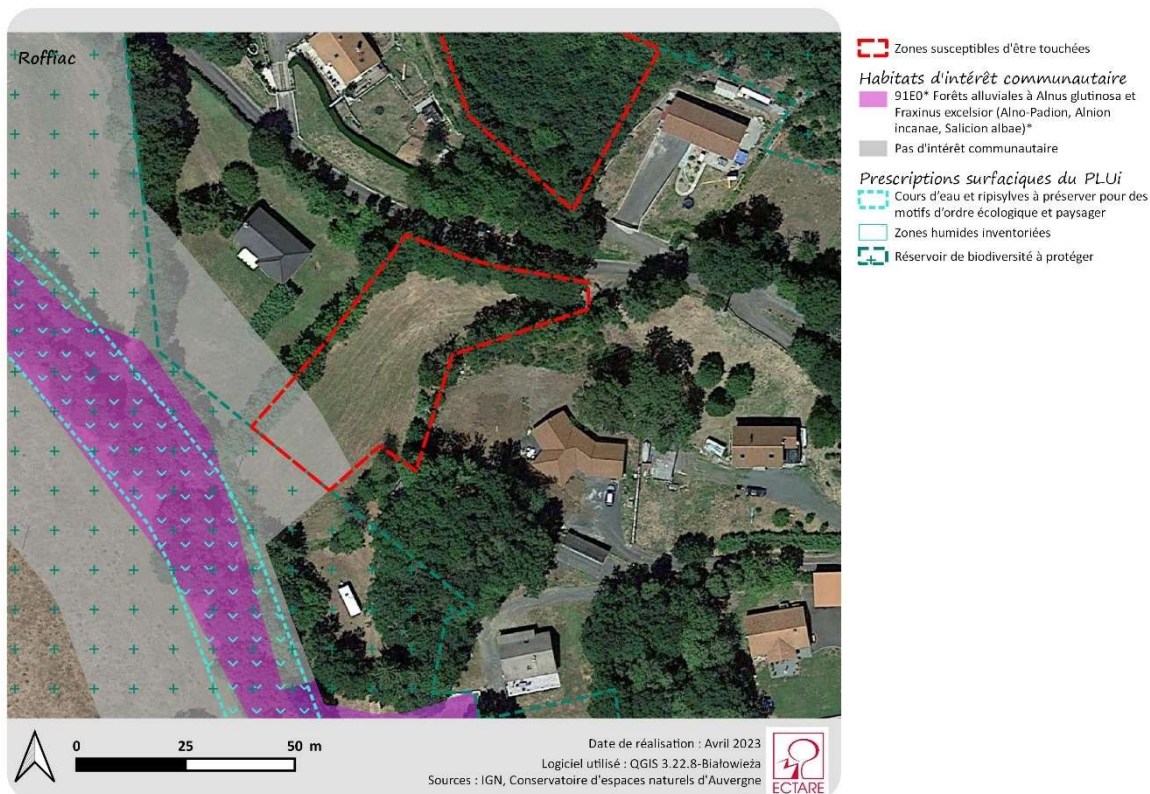 Roffiac
Zones susceptibles d'être touchées
Habitats d'intérêt communautaire
91E0* Forêts alluviales à Alnus glutinosa et
Fraxinus excelsior (Alno-Padion, Alnion
incanae, Salicion albae)*
Pas d'intérêt communautaire
Prescriptions surfaciques du PLUi
Cours d'eau et ripisylves à préserver pour des
motifs d'ordre écologique et paysager
Zones humides inventoriées
Réservoir de biodiversité à protéger
0 25 50 m
Date de réalisation : Avril 2023
Logiciel utilisé : QGIS 3.22.8-Białowieża
Sources : IGN, Conservatoire d'espaces naturels d'Auvergne
ECTARE